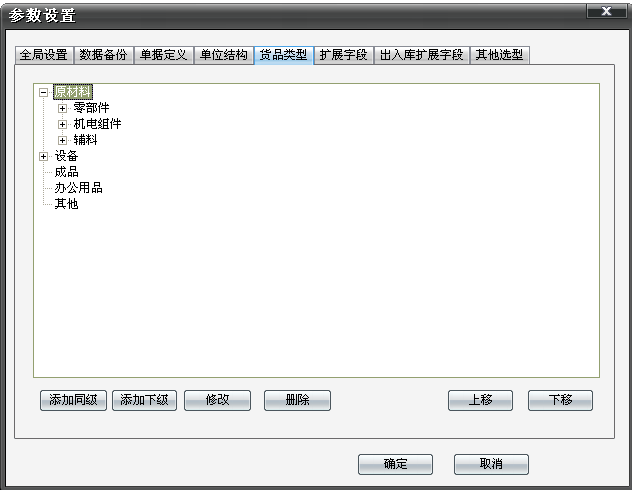 参数设置
全局设置 数据备份 单据定义 单位结构 货品类型 扩展字段 出入库扩展字段 其他选型
原材料
零部件
机电组件
辅料
设备
成品
办公用品
其他
添加同级 添加下级 修改 删除 上移 下移
确定 取消